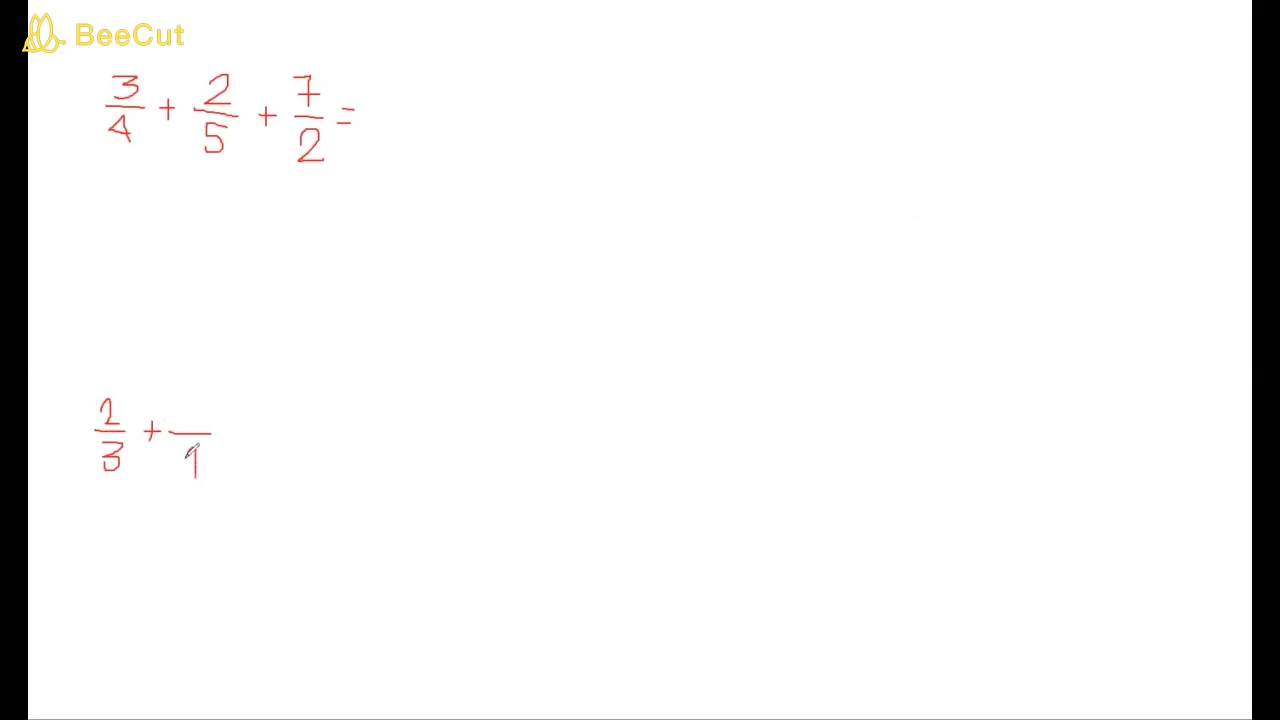 BeeCut
3/4 + 2/5 + 7/2 =
2/3 + /1